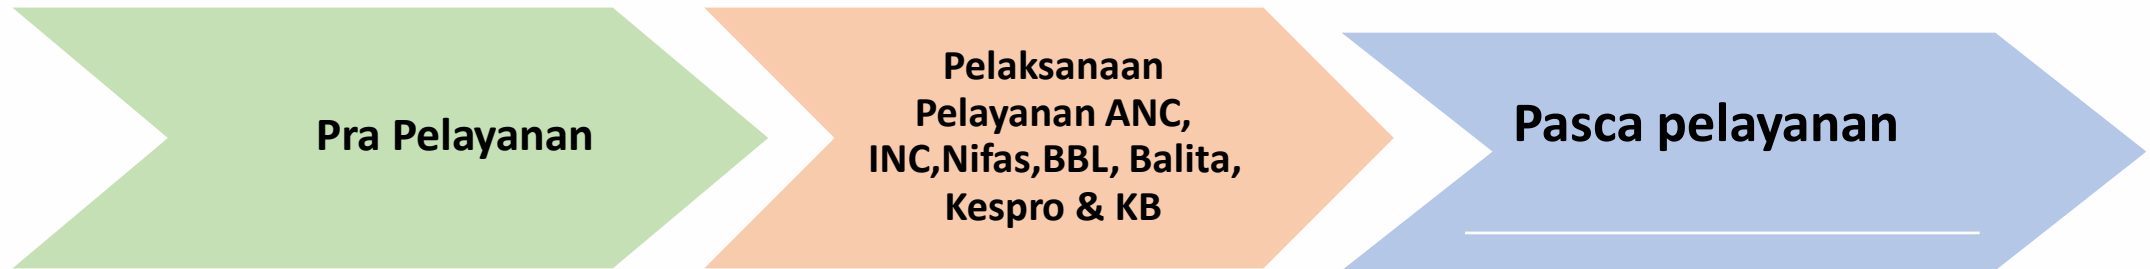 Pra Pelayanan
Pelaksanaan
Pelayanan ANC,
INC,Nifas,BBL, Balita,
Kespro & KB
Pasca pelayanan